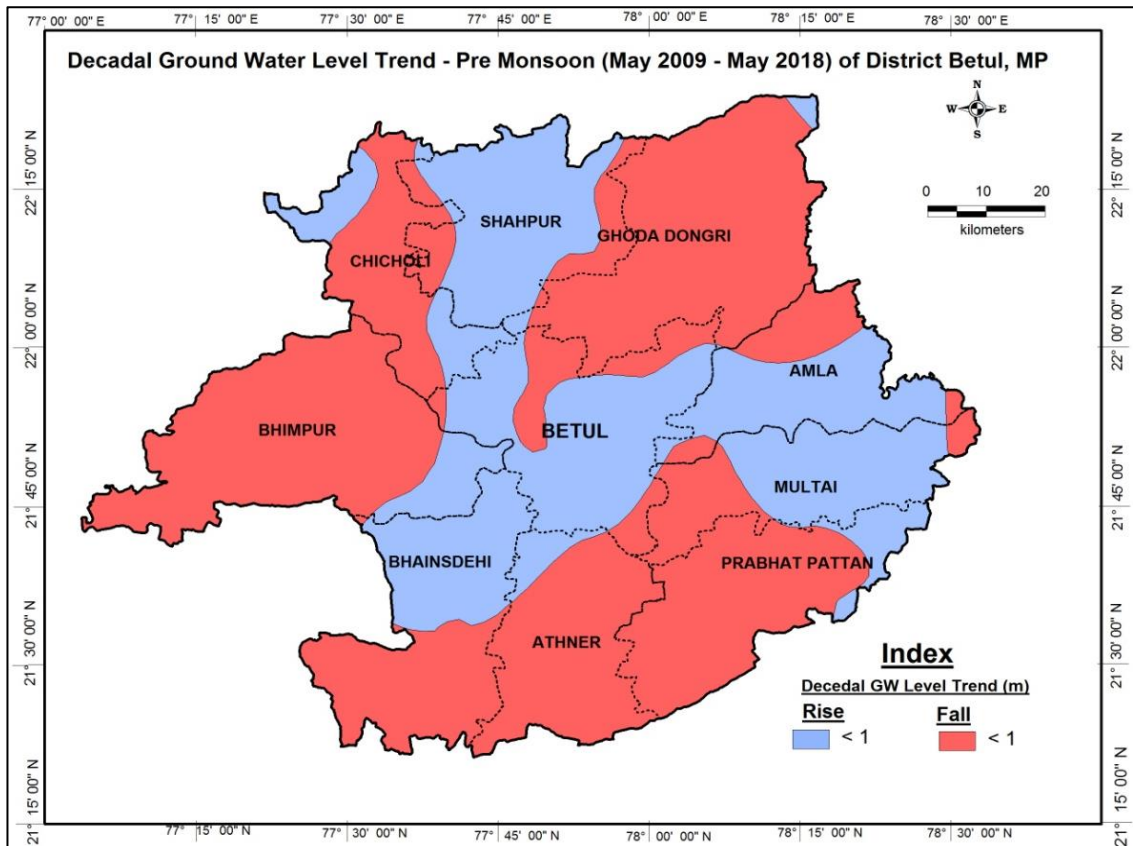 77° 00' 00" E 77° 15' 00" E 77° 30' 00" E 77° 45' 00" E 78° 00' 00" E 78° 15' 00" E 78° 30' 00" E
Decadal Ground Water Level Trend - Pre Monsoon (May 2009 - May 2018) of District Betul, MP
N
W E
S
22° 15' 00" N
22° 15' 00" N
0 10 20
kilometers
SHAHPUR
GHODA DONGRI
CHICHOLI
22° 00' 00" N
22° 00' 00" N
AMLA
BHIMPUR
BETUL
MULTAI
21° 45' 00" N
21° 45' 00" N
BHAINSDEHI
PRABHAT PATTAN
ATHNER
21° 30' 00" N
21° 30' 00" N
Index
Decedal GW Level Trend (m)
Rise Fall
< 1 < 1
21° 15' 00" N
21° 15' 00" N
77° 15' 00" E 77° 30' 00" E 77° 45' 00" E 78° 00' 00" E 78° 15' 00" E 78° 30' 00" E